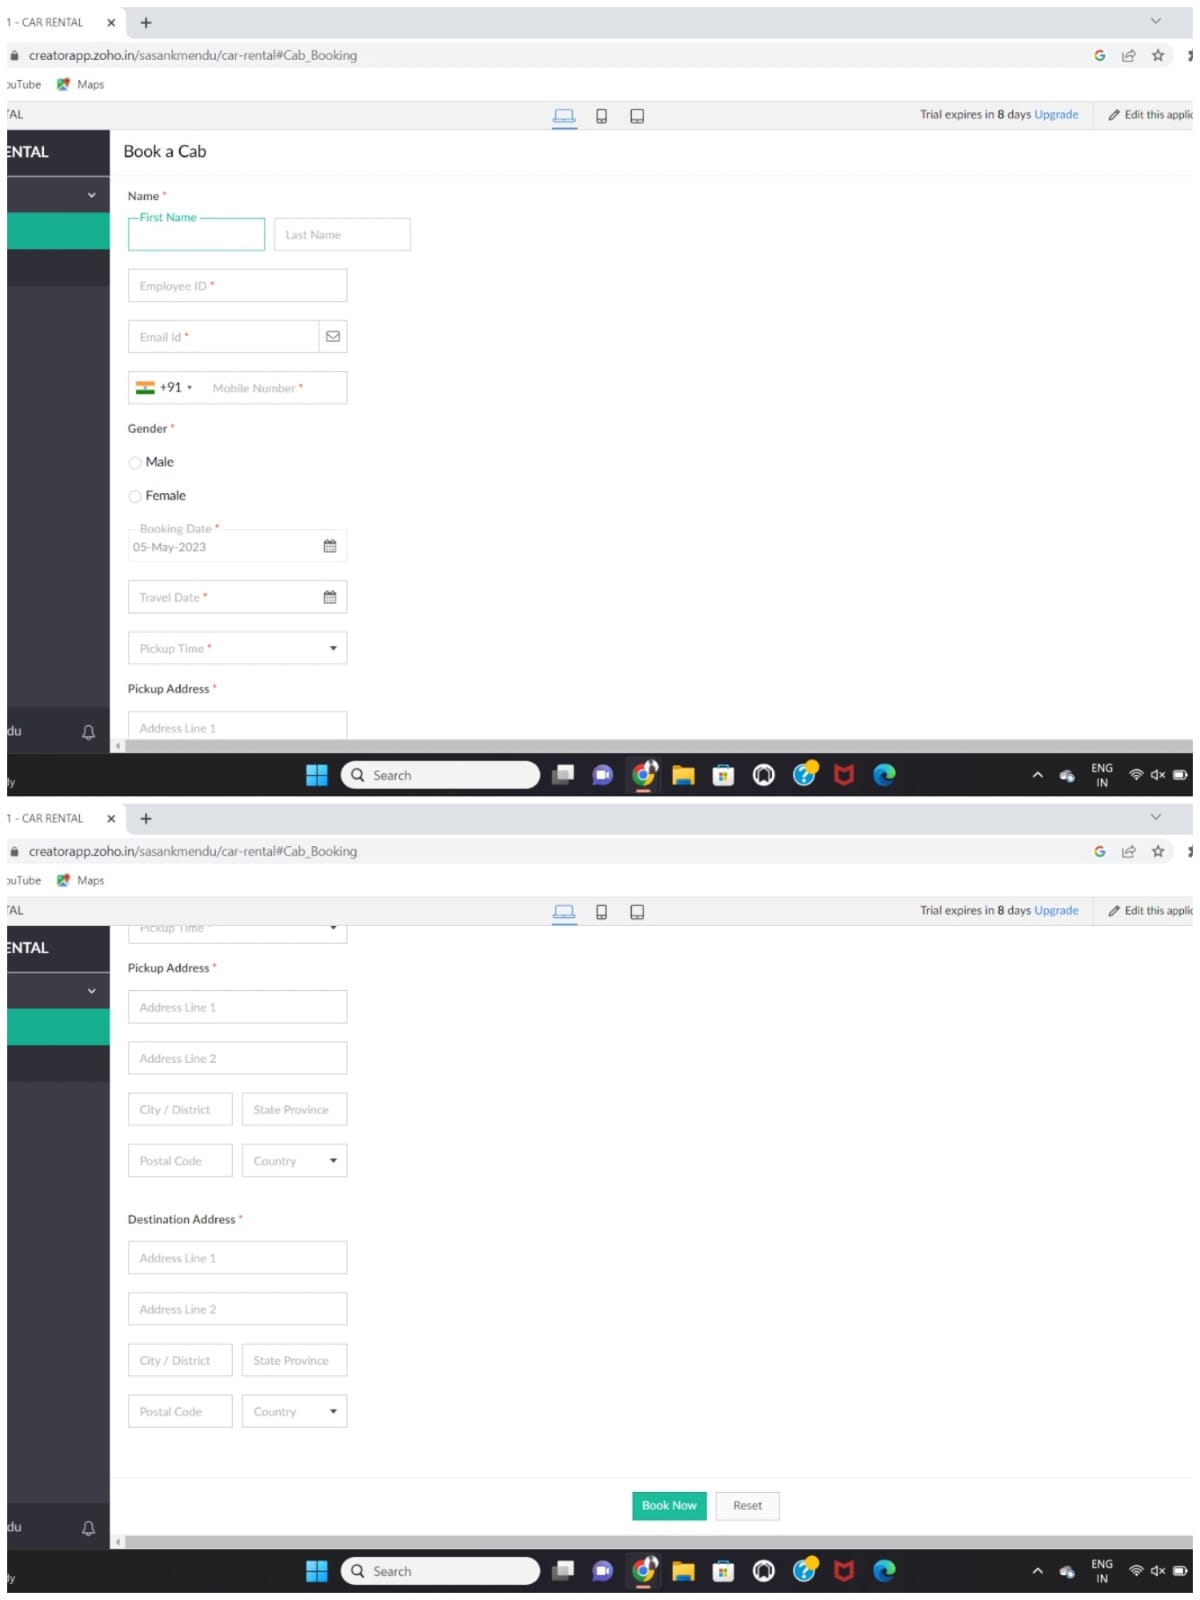 1 - CAR RENTAL
creatorapp.zoho.in/sasankmendu/car-rental#Cab_Booking
ouTube Maps
TAL Trial expires in 8 days Upgrade Edit this applic
ENTAL Book a Cab
Name *
First Name
Last Name
Employee ID *
Email id *
+91 Mobile Number *
Gender *
Male
Female
Booking Date *
05-May-2023
Travel Date *
Pickup Time *
Pickup Address *
Address Line 1
du
ly Search ENG
IN
1 - CAR RENTAL
creatorapp.zoho.in/sasankmendu/car-rental#Cab_Booking
ouTube Maps
TAL Trial expires in 8 days Upgrade Edit this applic
Pickup Time *
ENTAL
Pickup Address *
Address Line 1
Address Line 2
City / District State Province
Postal Code Country
Destination Address *
Address Line 1
Address Line 2
City / District State Province
Postal Code Country
Book Now Reset
du
ly Search ENG
IN